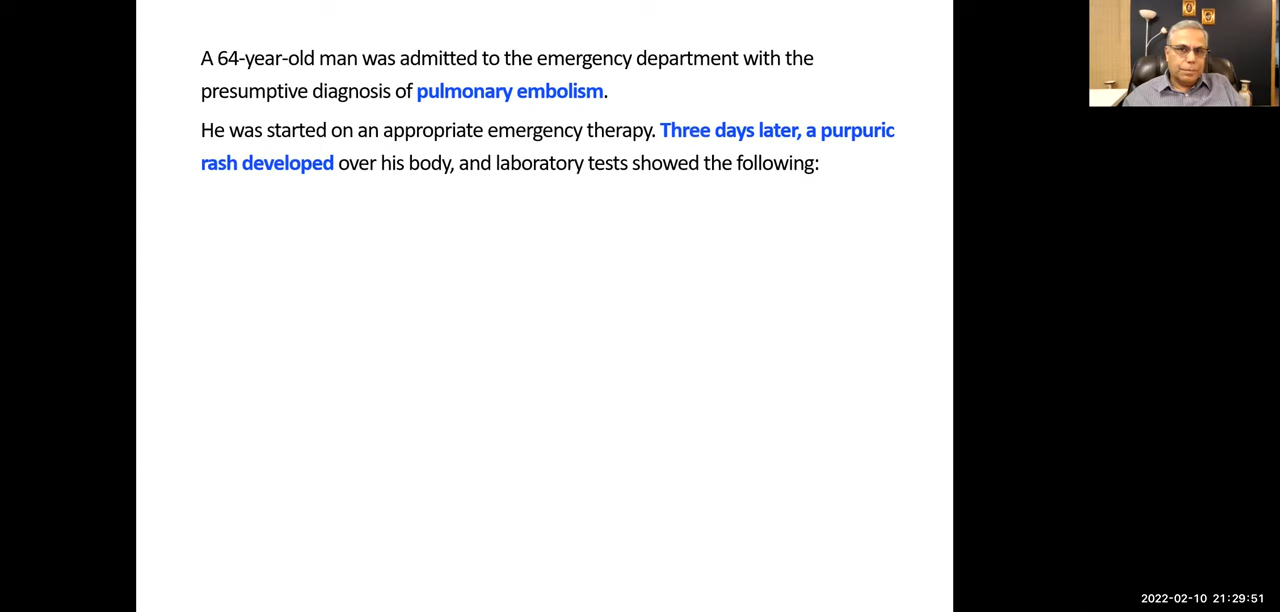 A 64-year-old man was admitted to the emergency department with the
presumptive diagnosis of pulmonary embolism.
He was started on an appropriate emergency therapy. Three days later, a purpuric
rash developed over his body, and laboratory tests showed the following:
2022-02-10 21:29:51